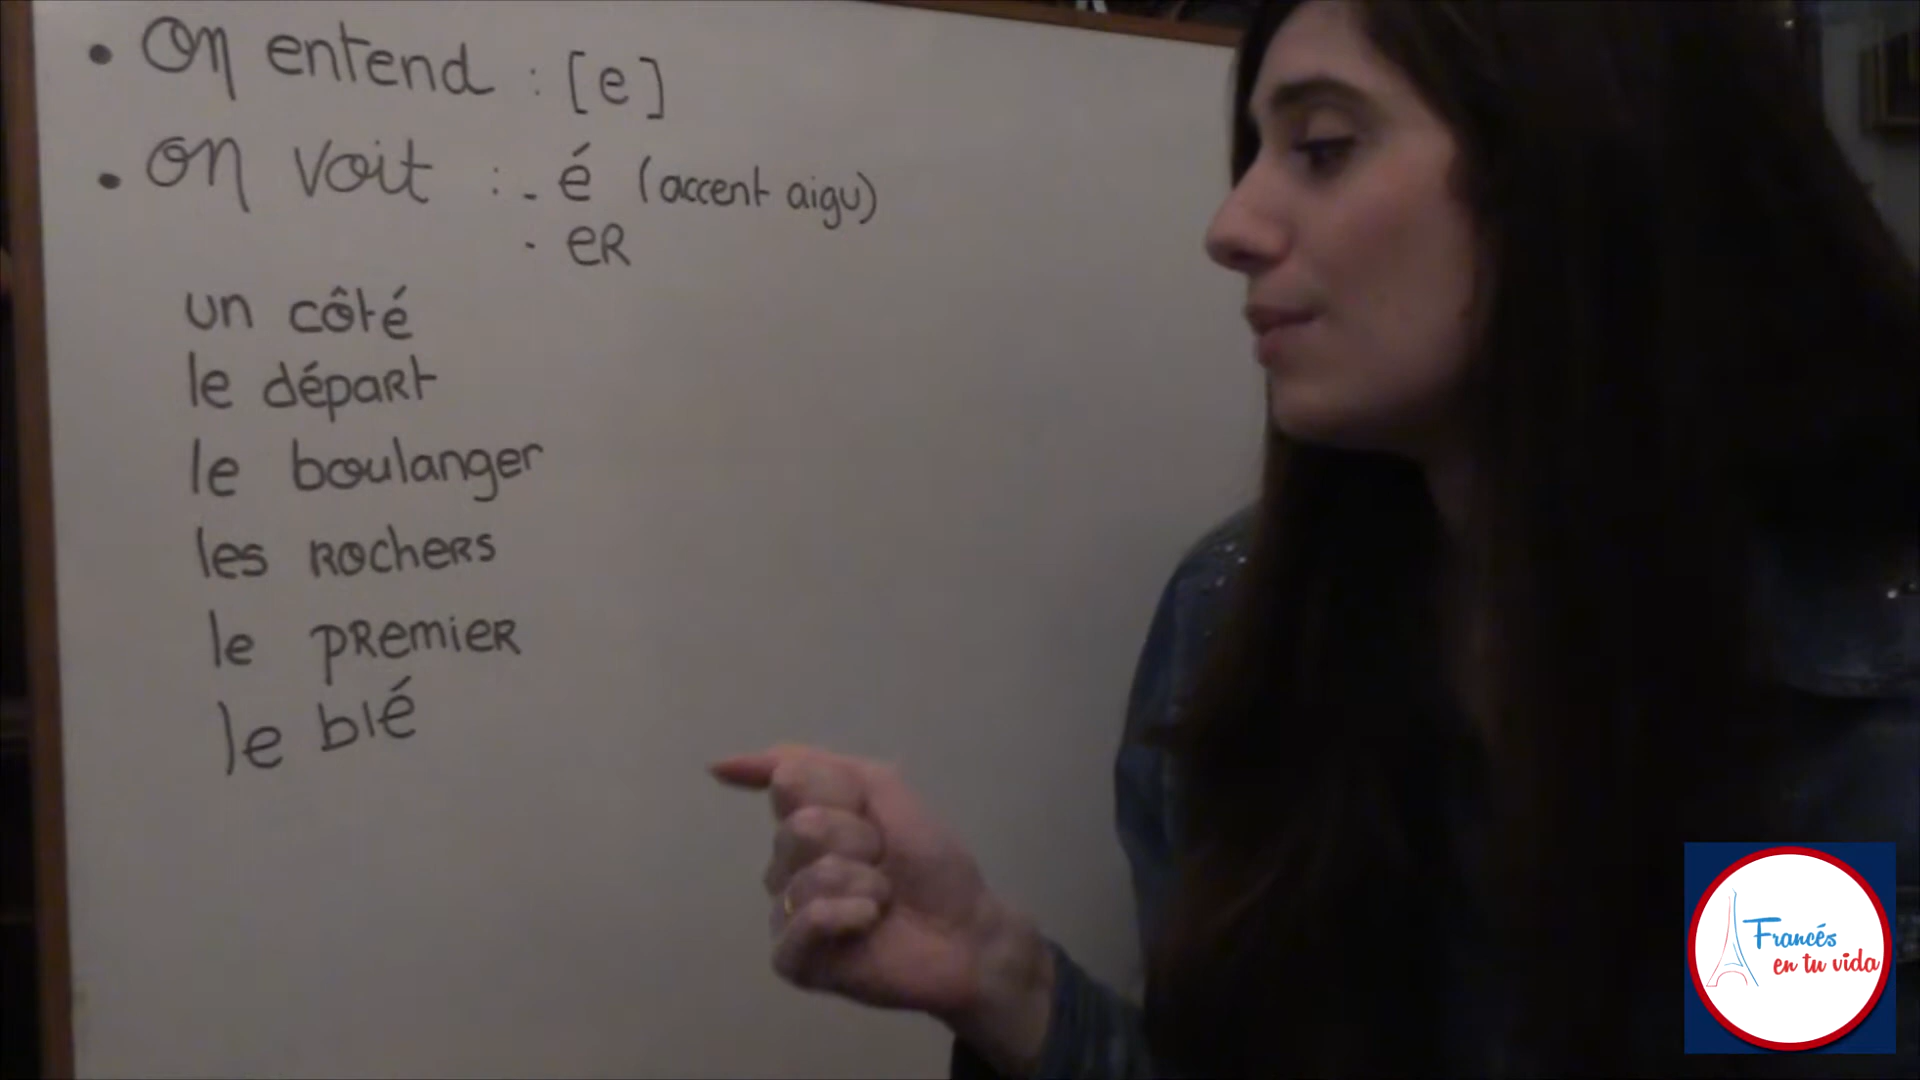 • On entend : [e]
• on voit : - é (accent aigu)
- eR
un côté
le dépaRt
le boulanger
les RocheRs
le pRemieR
le blé
Francés
en tu vida